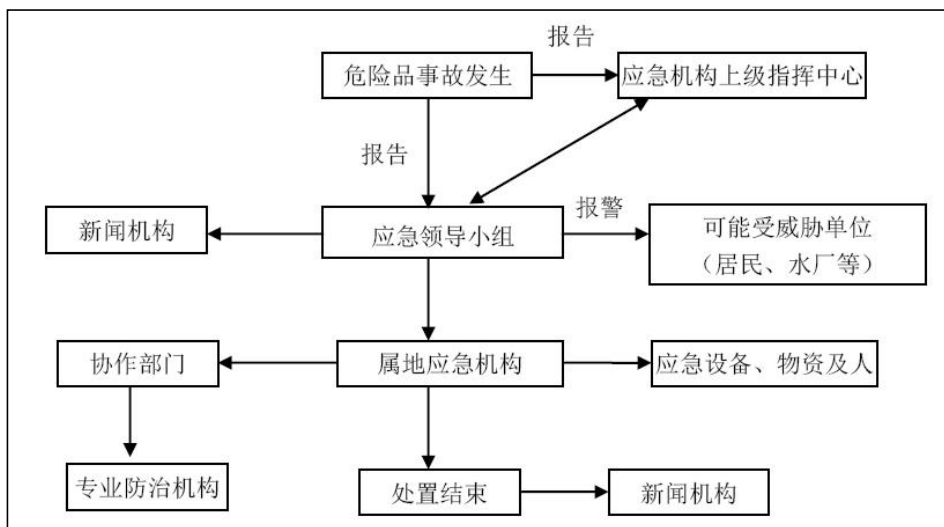 报告
危险品事故发生
应急机构上级指挥中心
报告
新闻机构
应急领导小组
报警
可能受威胁单位
（居民、水厂等）
协作部门
属地应急机构
应急设备、物资及人
专业防治机构
处置结束
新闻机构